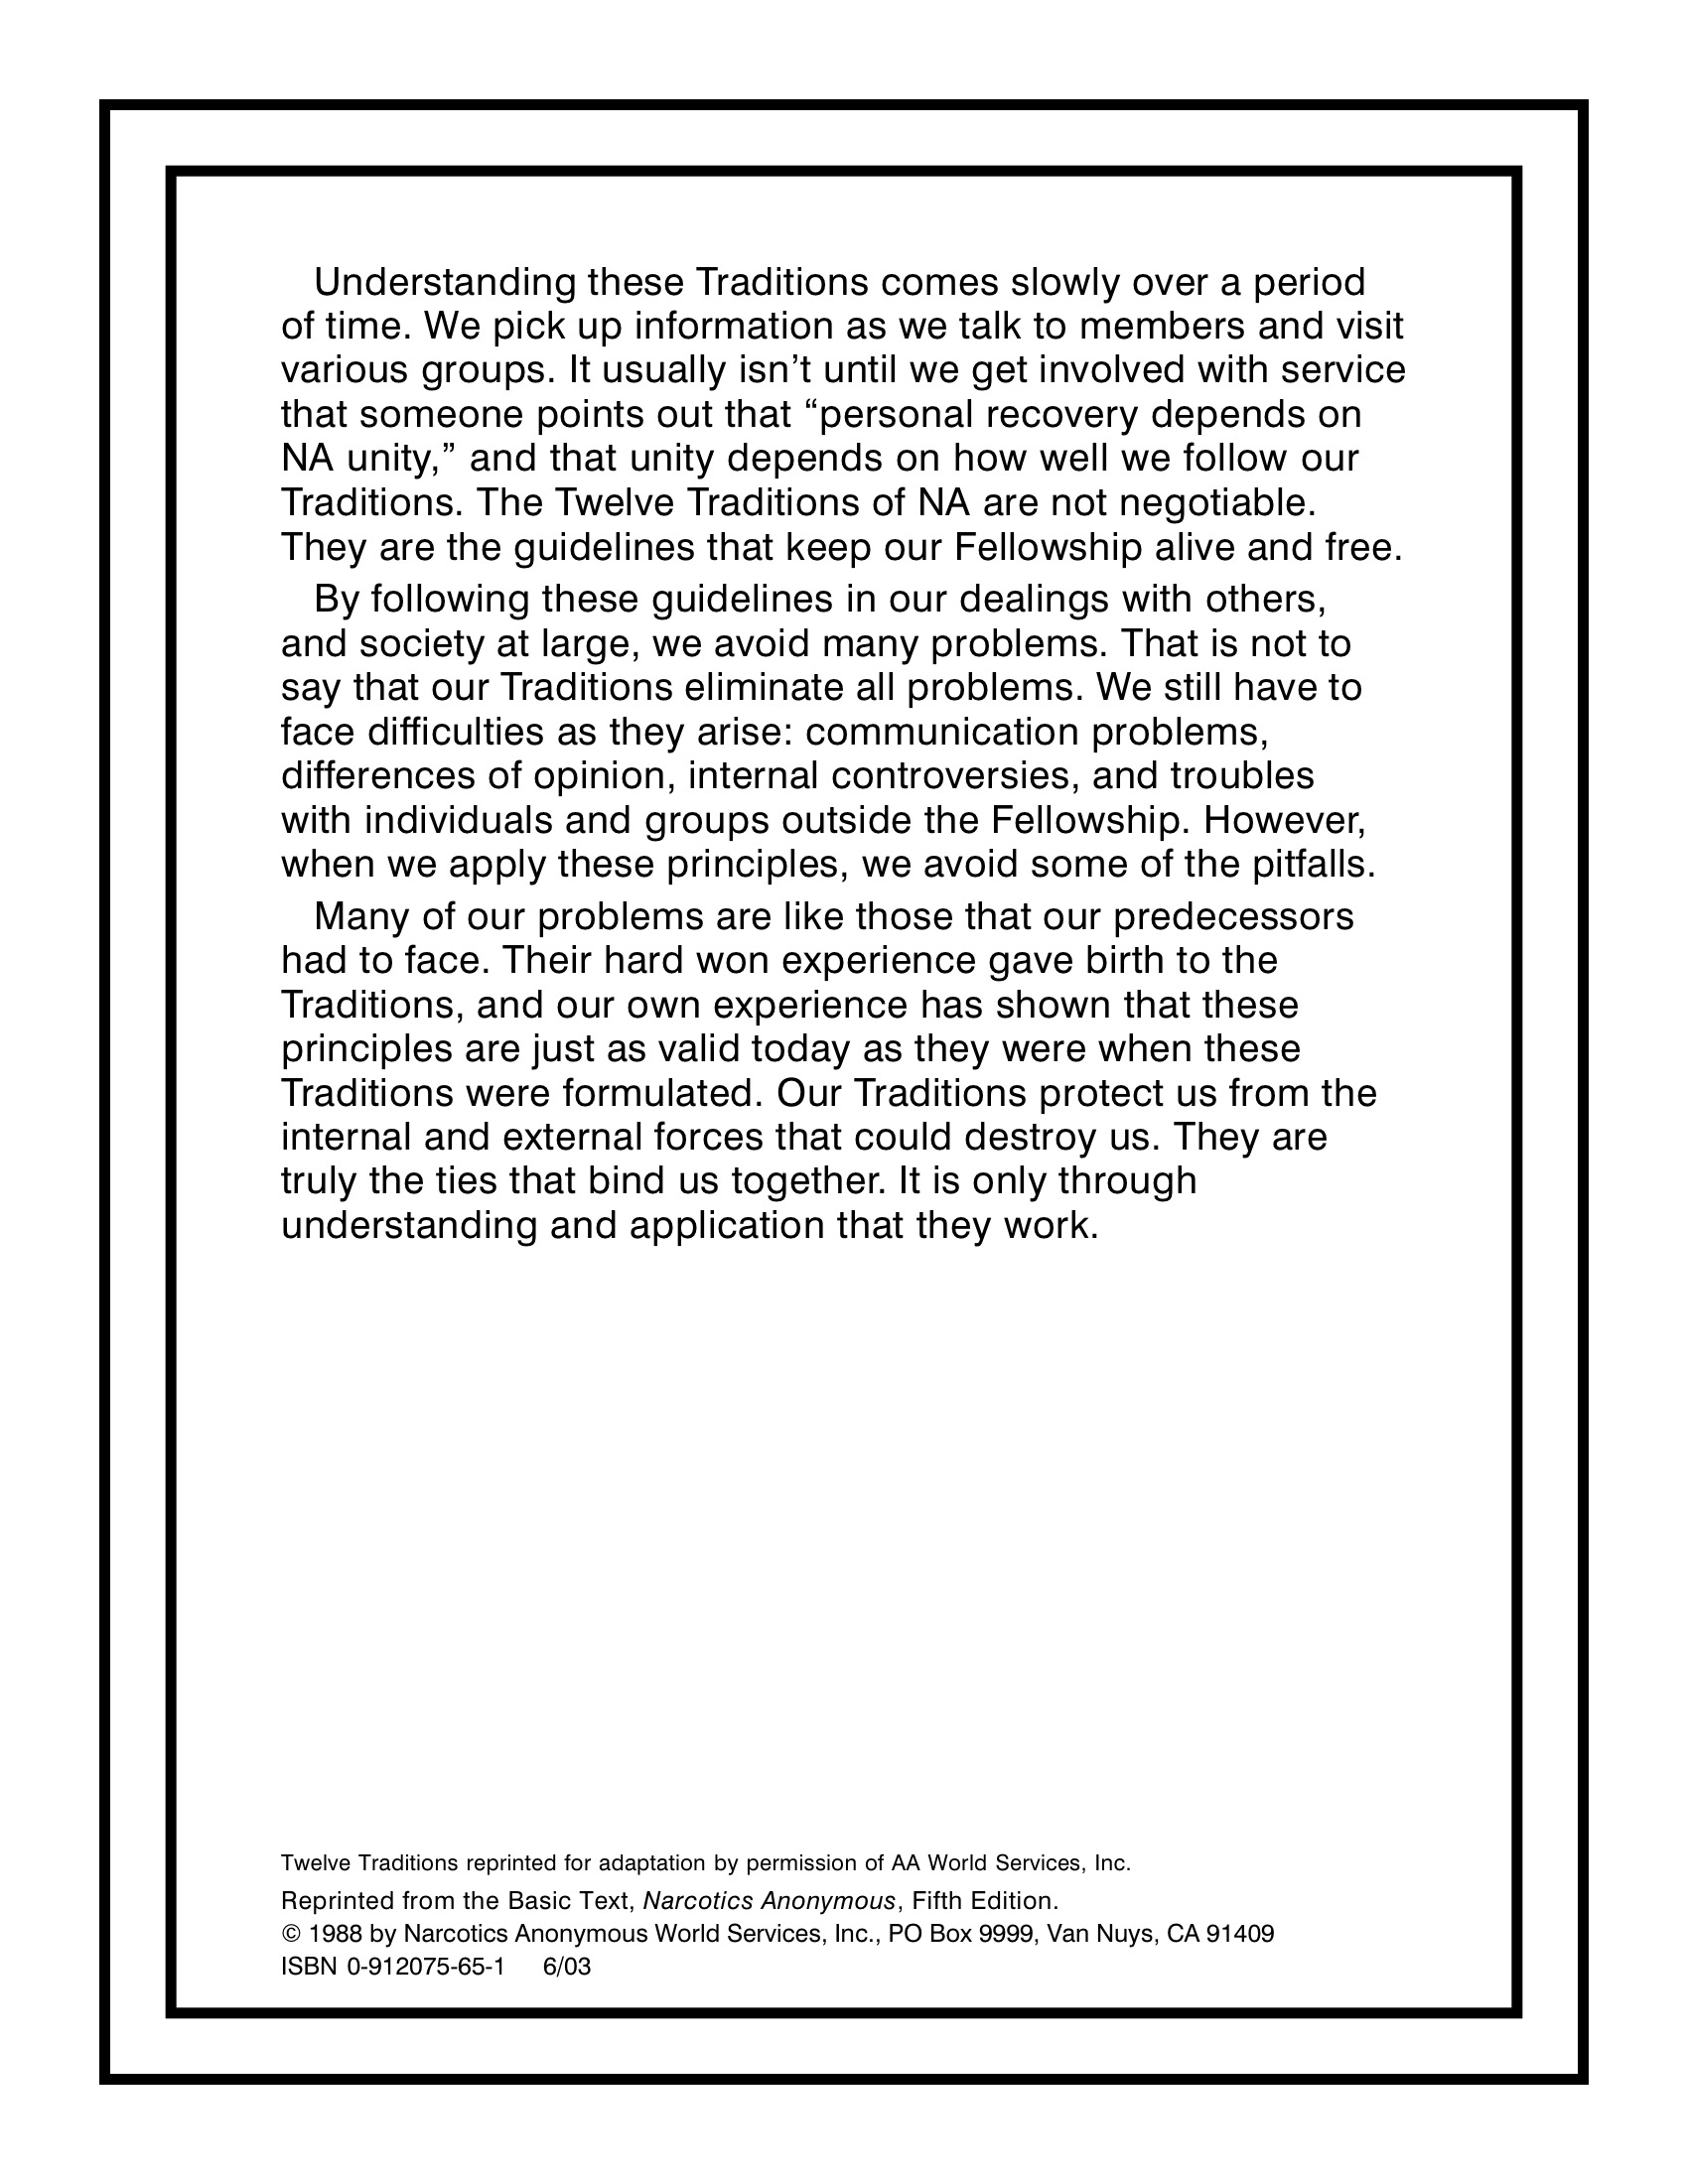 Understanding these Traditions comes slowly over a period
of time. We pick up information as we talk to members and visit
various groups. It usually isn’t until we get involved with service
that someone points out that “personal recovery depends on
NA unity,” and that unity depends on how well we follow our
Traditions. The Twelve Traditions of NA are not negotiable.
They are the guidelines that keep our Fellowship alive and free.
By following these guidelines in our dealings with others,
and society at large, we avoid many problems. That is not to
say that our Traditions eliminate all problems. We still have to
face difficulties as they arise: communication problems,
differences of opinion, internal controversies, and troubles
with individuals and groups outside the Fellowship. However,
when we apply these principles, we avoid some of the pitfalls.
Many of our problems are like those that our predecessors
had to face. Their hard won experience gave birth to the
Traditions, and our own experience has shown that these
principles are just as valid today as they were when these
Traditions were formulated. Our Traditions protect us from the
internal and external forces that could destroy us. They are
truly the ties that bind us together. It is only through
understanding and application that they work.
Twelve Traditions reprinted for adaptation by permission of AA World Services, Inc.
Reprinted from the Basic Text, Narcotics Anonymous, Fifth Edition.
© 1988 by Narcotics Anonymous World Services, Inc., PO Box 9999, Van Nuys, CA 91409
ISBN 0-912075-65-1 6/03